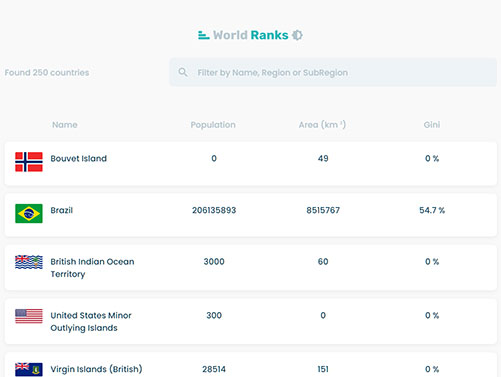 World Ranks
Found 250 countries
Filter by Name, Region or SubRegion
Name Population Area (km ²) Gini
Bouvet Island 0 49 0 %
Brazil 206135893 8515767 54.7 %
British Indian Ocean 3000 60 0 %
Territory
United States Minor 300 0 0 %
Outlying Islands
Virgin Islands (British) 28514 151 0 %